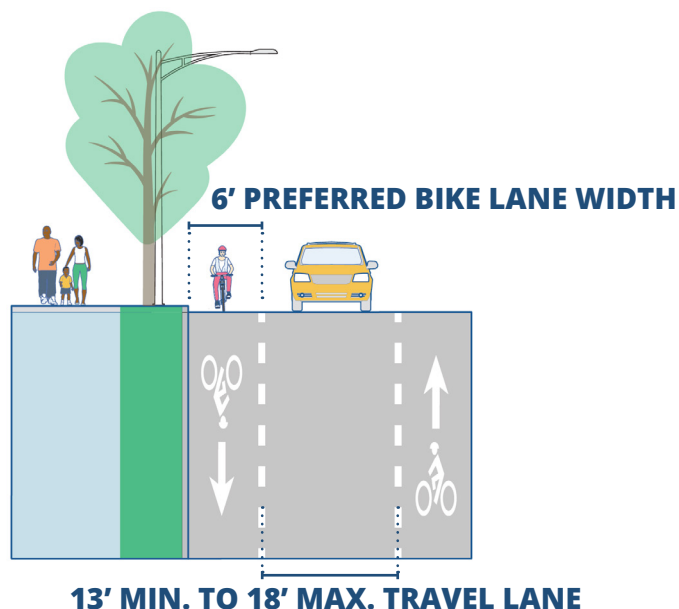 6’ PREFERRED BIKE LANE WIDTH
13’ MIN. TO 18’ MAX. TRAVEL LANE